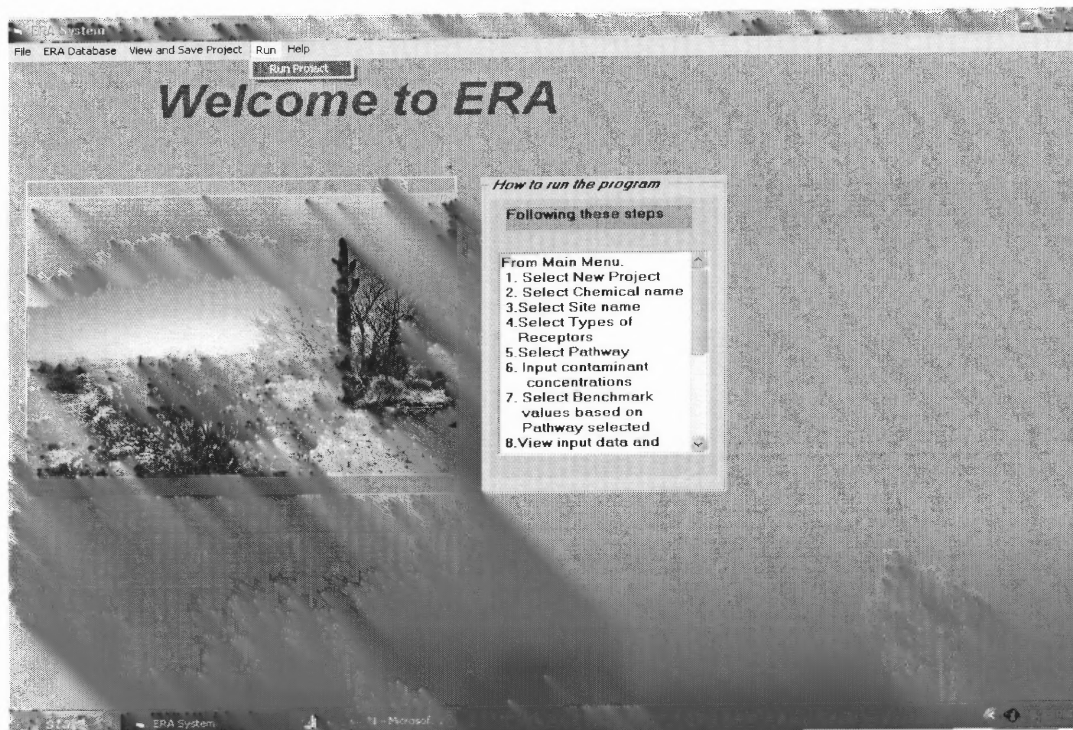 ERA System
File ERA Database View and Save Project Run Help
Run Project
Welcome to ERA
How to run the program
Following these steps
From Main Menu.
1. Select New Project
2. Select Chemical name
3.Select Site name
4.Select Types of
Receptors
5.Select Pathway
6. Input contaminant
concentrations
7. Select Benchmark
values based on
Pathway selected
8.View input data and
ERA System